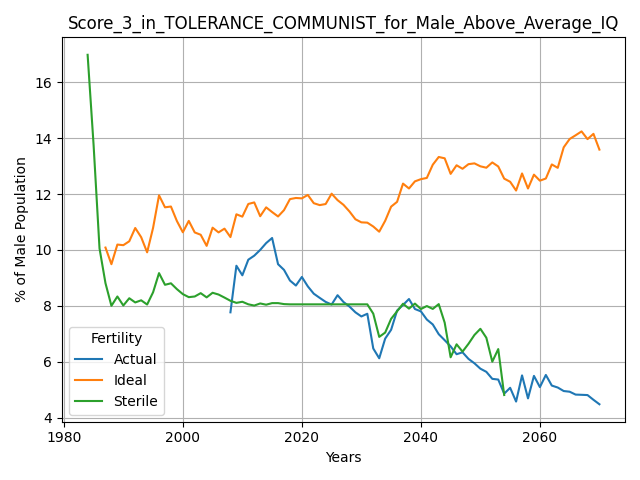 Score_3_in_TOLERANCE_COMMUNIST_for_Male_Above_Average_IQ
% of Male Population
16
14
12
10
8
6
4
Fertility
Actual
Ideal
Sterile
1980
2000
2020
2040
2060
Years